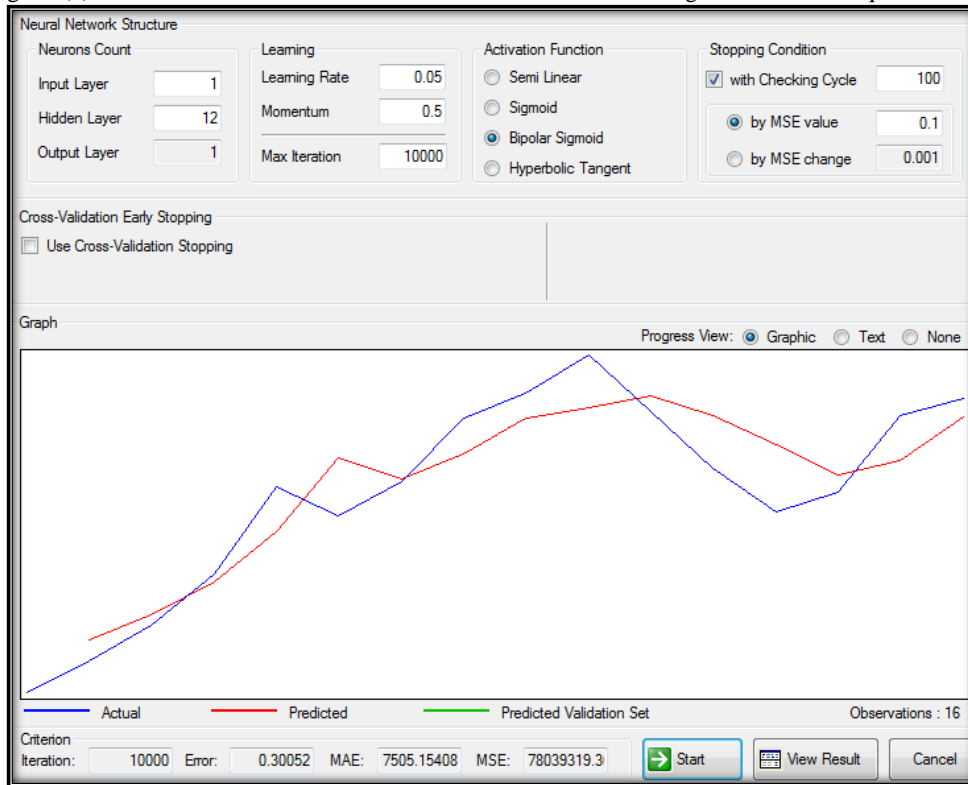 Neural Network Structure
Neurons Count
Input Layer 1
Hidden Layer 12
Output Layer 1
Learning
Learning Rate 0.05
Momentum 0.5
Max Iteration 10000
Activation Function
Semi Linear
Sigmoid
Bipolar Sigmoid
Hyperbolic Tangent
Stopping Condition
with Checking Cycle 100
by MSE value 0.1
by MSE change 0.001
Cross-Validation Early Stopping
Use Cross-Validation Stopping
Graph
Progress View: Graphic Text None
Actual Predicted Predicted Validation Set Observations : 16
Criterion
Iteration: 10000 Error: 0.30052 MAE: 7505.15408 MSE: 78039319.3
Start View Result Cancel